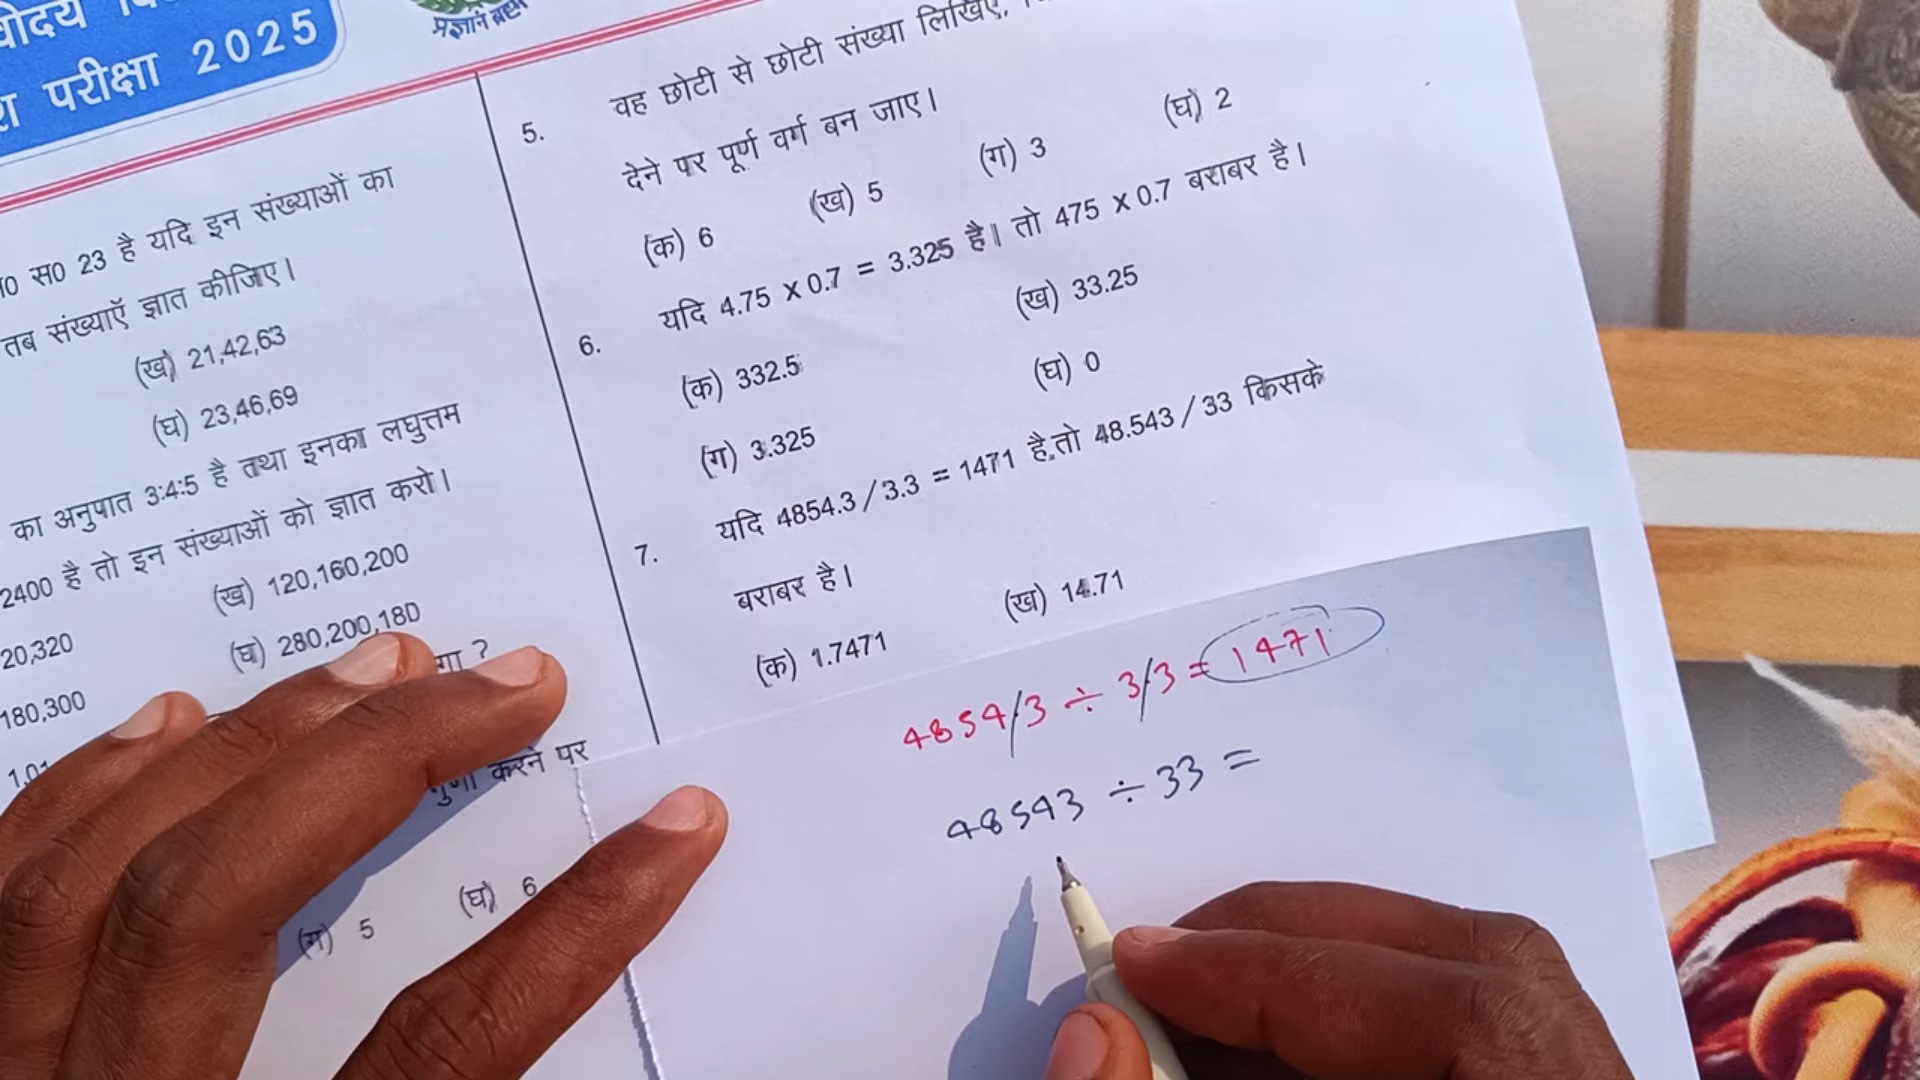 परीक्षा 2025
प्रज्ञानं ब्रह्म
स0 23 है यदि इन संख्याओं का
तब संख्याएँ ज्ञात कीजिए।
(ख) 21,42,63
(घ) 23,46,69
का अनुपात 3:4:5 है तथा इनका लघुत्तम
2400 है तो इन संख्याओं को ज्ञात करो।
20,320
(ख) 120,160,200
180,300
(घ) 280,200,180
?
करने पर
(ग) 5
(घ) 6
5. वह छोटी से छोटी संख्या लिखिए,
देने पर पूर्ण वर्ग बन जाए।
(क) 6 (ख) 5 (ग) 3 (घ) 2
6. यदि 4.75 x 0.7 = 3.325 है। तो 475 x 0.7 बराबर है।
(क) 332.5 (ख) 33.25
(ग) 3.325 (घ) 0
7. यदि 4854.3 / 3.3 = 1471 है,तो 48.543 / 33 किसके
बराबर है।
(क) 1.7471 (ख) 14.71
4854/3 ÷ 3/3 = 1471
48543 ÷ 33 =